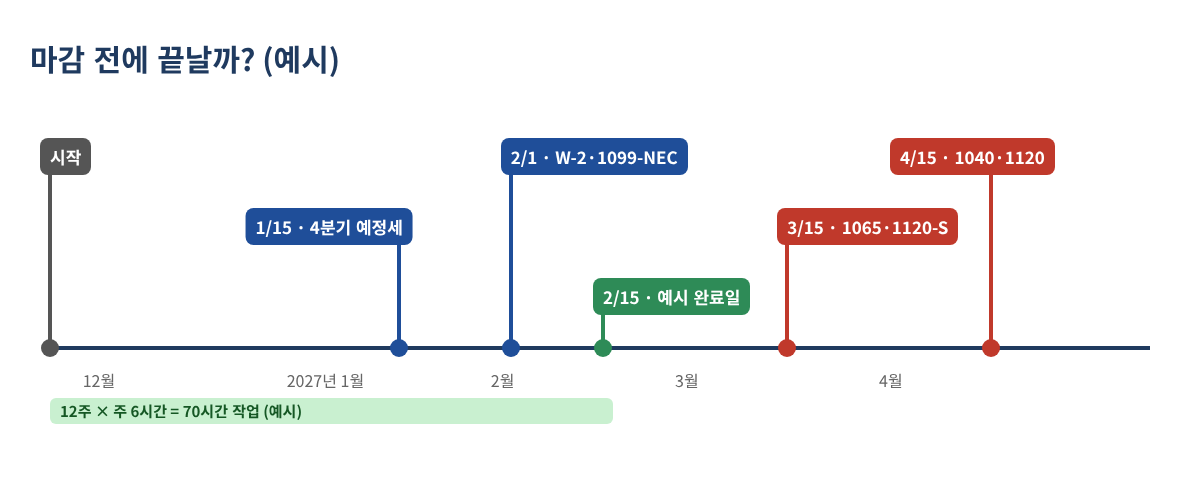 마감 전에 끝날까? (예시)
시작
2/1 · W-2·1099-NEC
4/15 · 1040·1120
1/15 · 4분기 예정세
3/15 · 1065·1120-S
2/15 · 예시 완료일
12월
2027년 1월
2월
3월
4월
12주 × 주 6시간 = 70시간 작업 (예시)